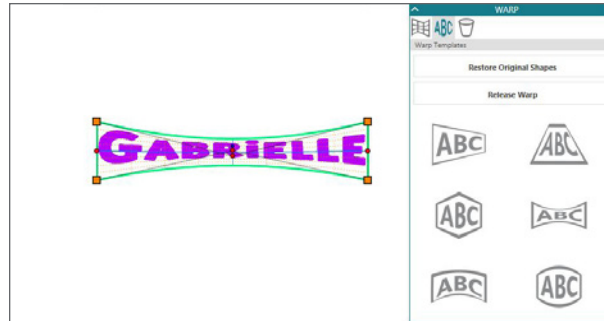 WARP
ABC
Warp Templates
Restore Original Shapes
Release Warp
GABRiELLE
ABC
ABC
ABC
ABC
ABC
ABC